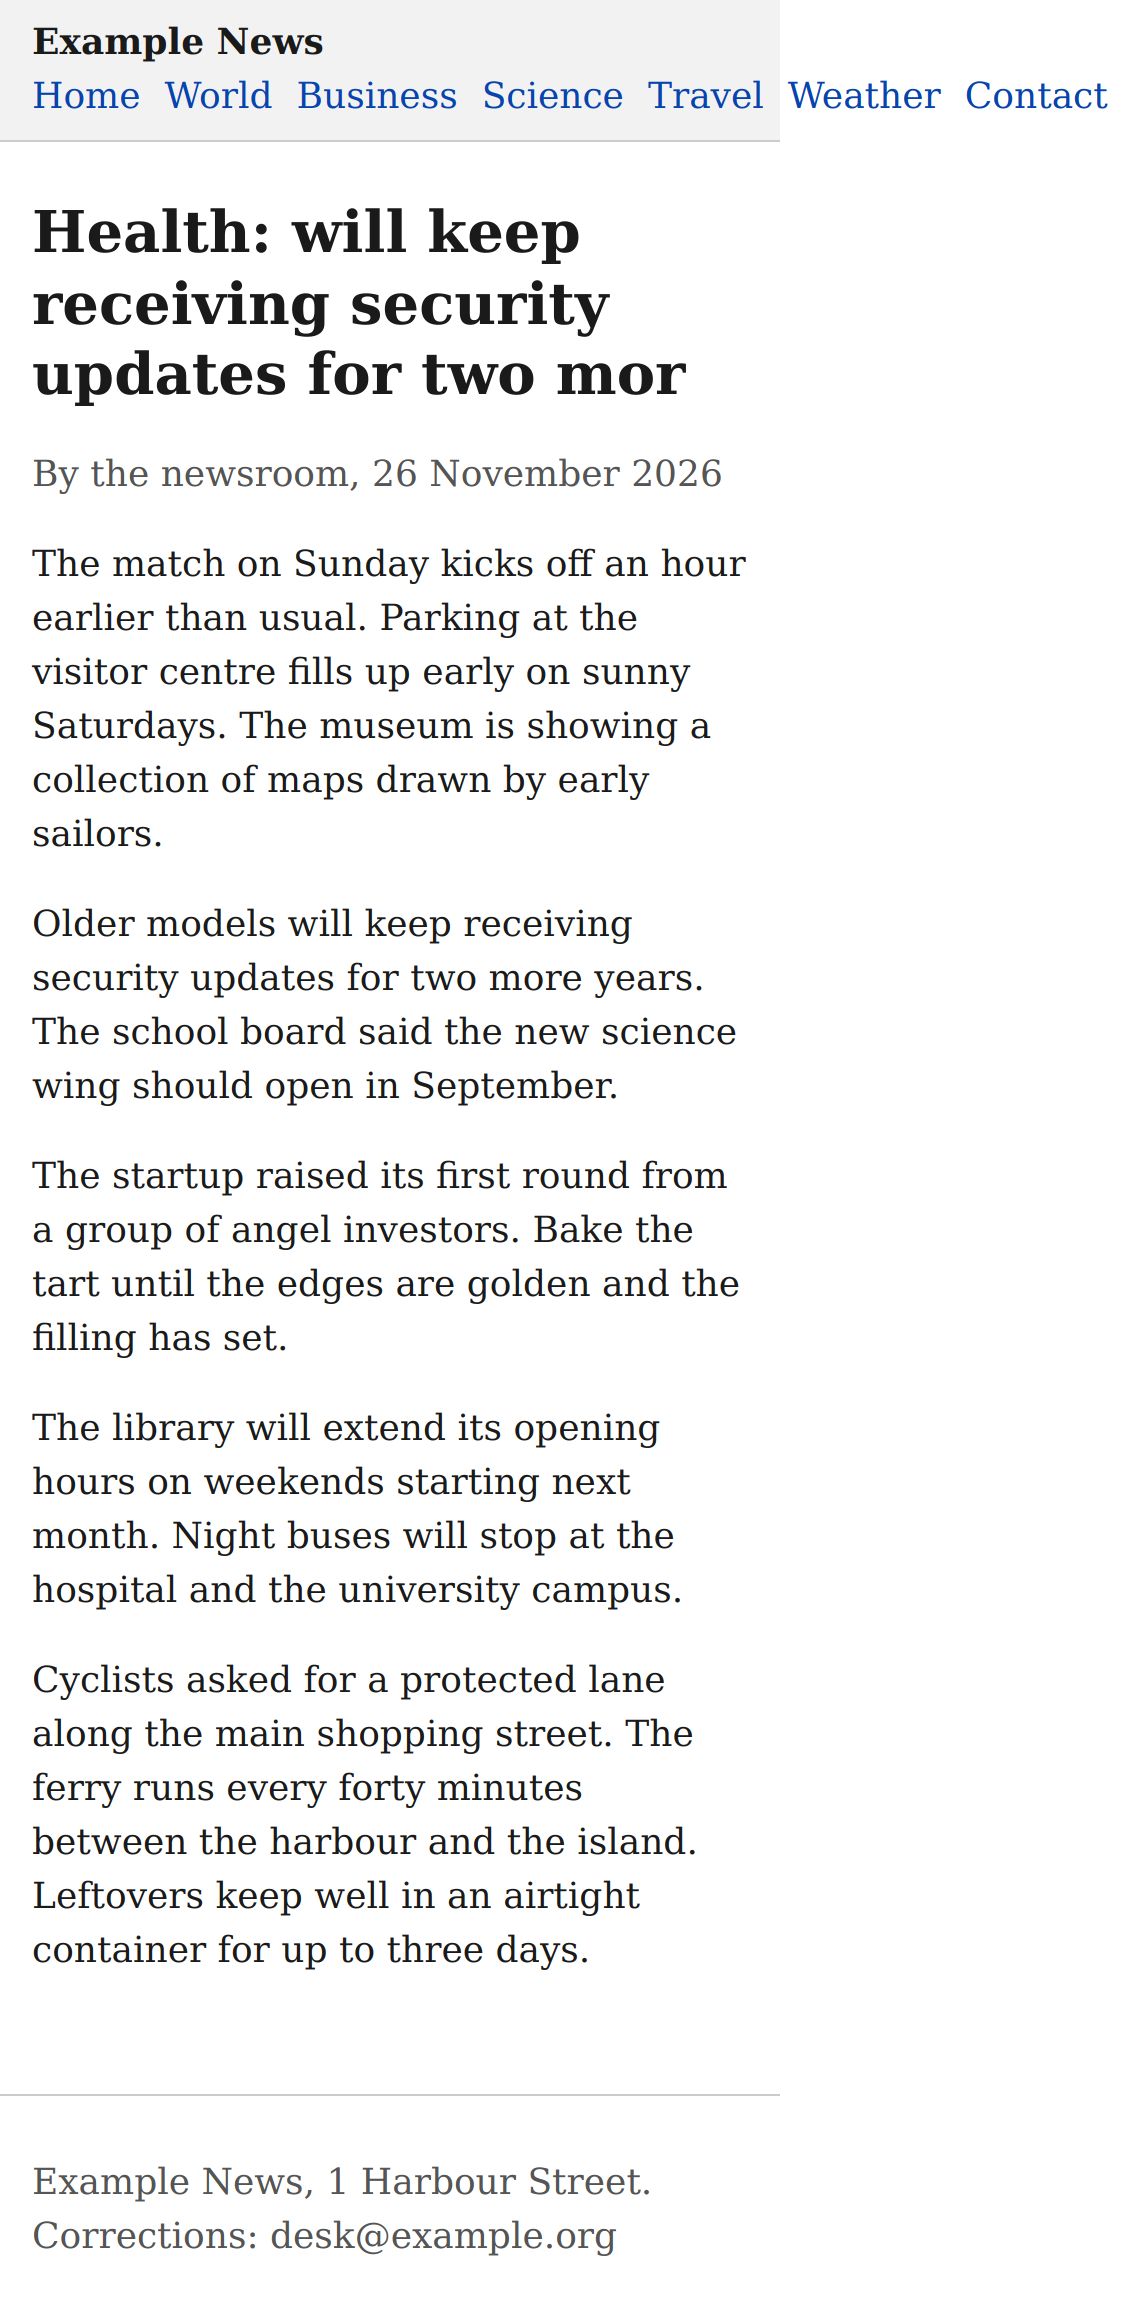 Example News
Home World Business Science Travel Weather Contact
Health: will keep
receiving security
updates for two mor
By the newsroom, 26 November 2026
The match on Sunday kicks off an hour
earlier than usual. Parking at the
visitor centre fills up early on sunny
Saturdays. The museum is showing a
collection of maps drawn by early
sailors.
Older models will keep receiving
security updates for two more years.
The school board said the new science
wing should open in September.
The startup raised its first round from
a group of angel investors. Bake the
tart until the edges are golden and the
filling has set.
The library will extend its opening
hours on weekends starting next
month. Night buses will stop at the
hospital and the university campus.
Cyclists asked for a protected lane
along the main shopping street. The
ferry runs every forty minutes
between the harbour and the island.
Leftovers keep well in an airtight
container for up to three days.
Example News, 1 Harbour Street.
Corrections: desk@example.org